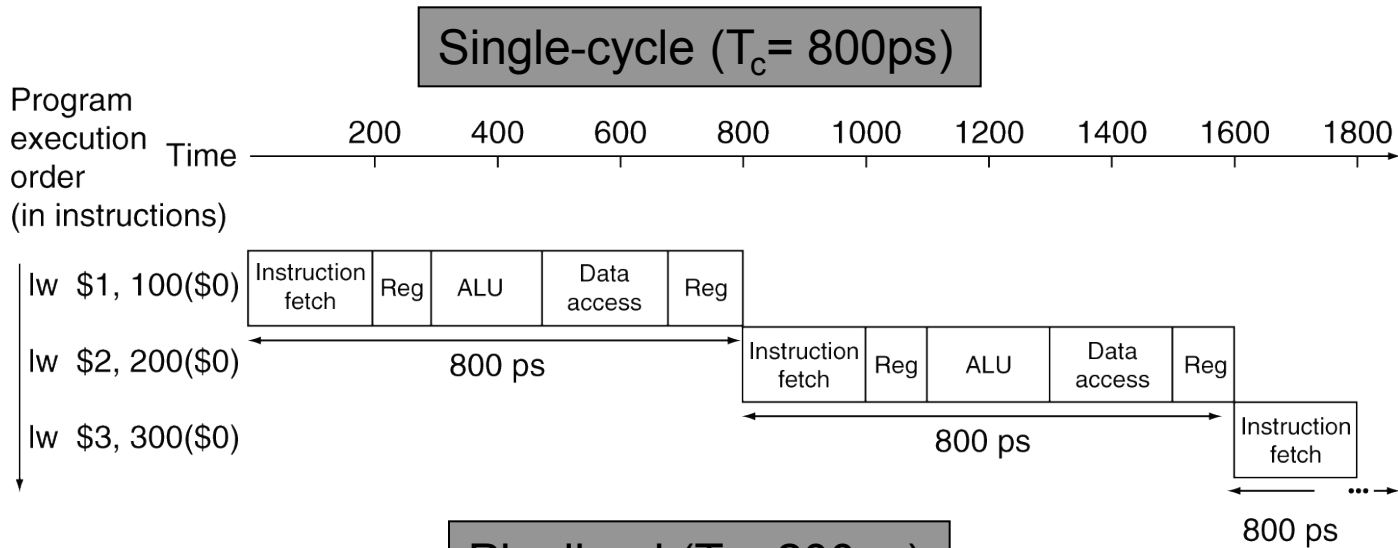 Single-cycle (Tc= 800ps)
Program
execution
order
(in instructions)
Time
200 400 600 800 1000 1200 1400 1600 1800
lw $1, 100($0)
Instruction
fetch
Reg
ALU
Data
access
Reg
800 ps
lw $2, 200($0)
Instruction
fetch
Reg
ALU
Data
access
Reg
800 ps
lw $3, 300($0)
Instruction
fetch
...
800 ps